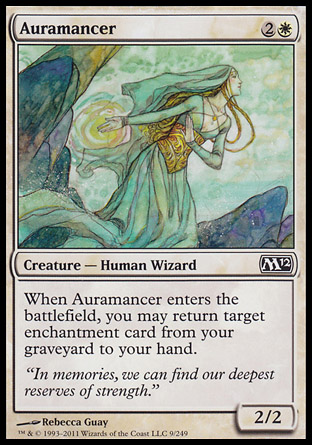 Auramancer 2
Creature — Human Wizard M12
When Auramancer enters the
battlefield, you may return target
enchantment card from your
graveyard to your hand.
“In memories, we can find our deepest
reserves of strength.”
Rebecca Guay
™ & © 1993-2011 Wizards of the Coast LLC 9/249
2/2